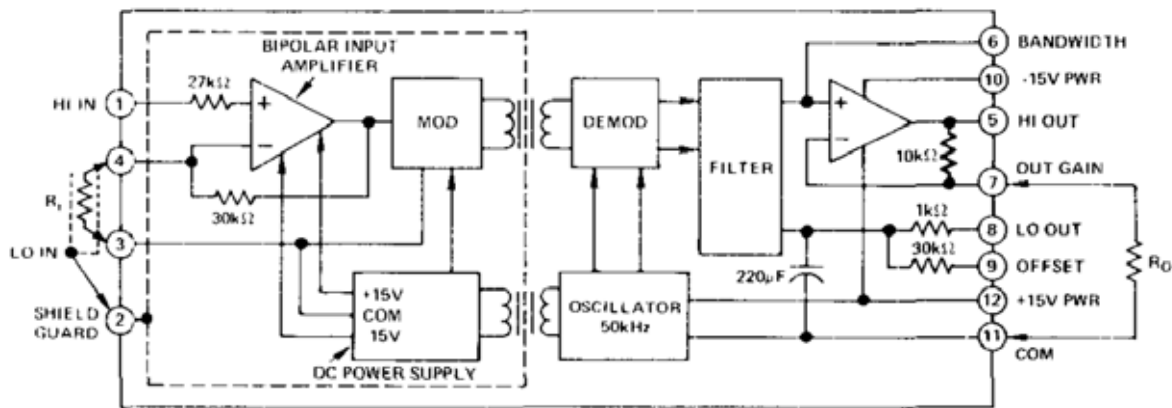 BIPOLAR INPUT
AMPLIFIER
HI IN
1
27kΩ
+
−
4
30kΩ
3
LO IN
SHIELD
GUARD
2
MOD
+15V
COM
15V
DC POWER SUPPLY
DEMOD
OSCILLATOR
50kHz
FILTER
220μF
+
−
10kΩ
1kΩ
30kΩ
6 BANDWIDTH
10 -15V PWR
5 HI OUT
OUT GAIN
7
8 LO OUT
9 OFFSET
12 +15V PWR
11
COM